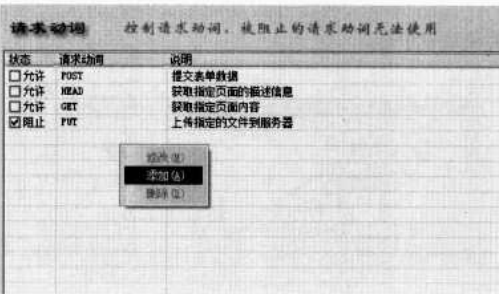 请求动词 控制请求动词，被阻止的请求动词无法使用
状态 请求动词 说明
允许 POST 提交表单数据
允许 HEAD 获取指定页面的描述信息
允许 GET 获取指定页面内容
阻止 PUT 上传指定的文件到服务器
修改(M)
添加(A)
删除(D)